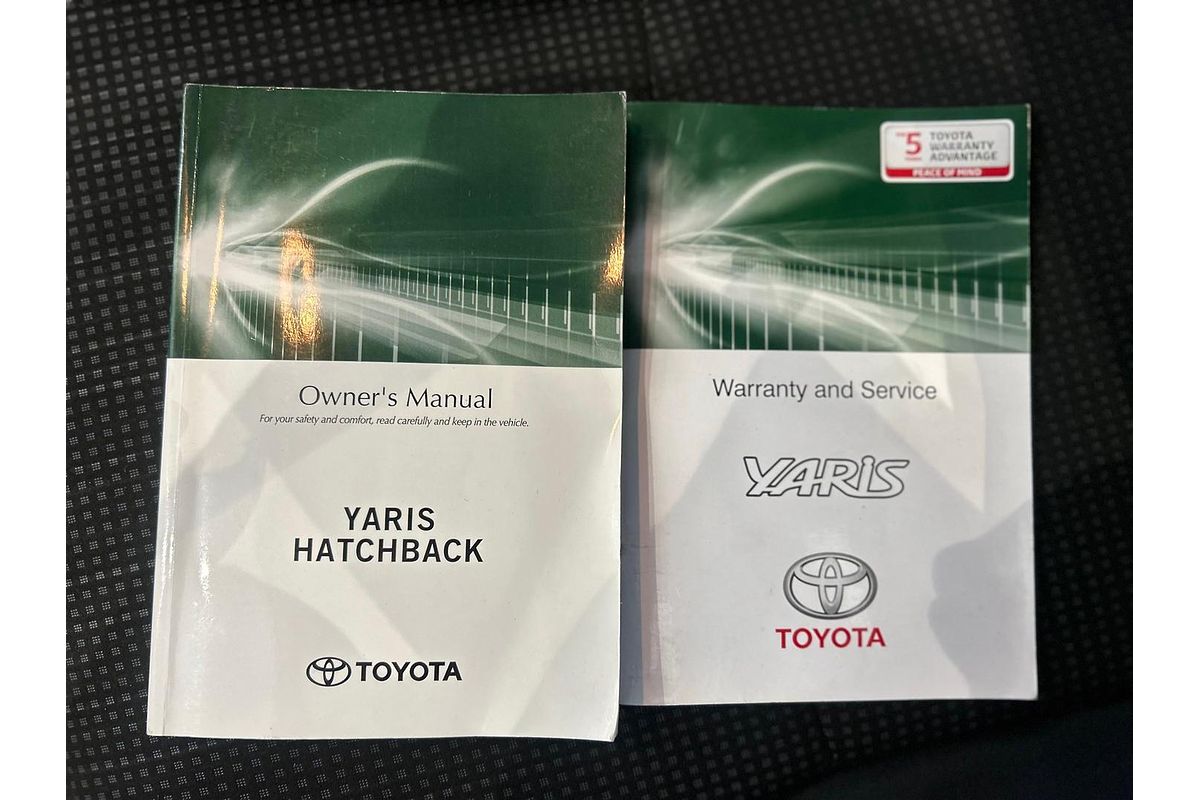 Owner's Manual
For your safety and comfort, read carefully and keep in the vehicle.
YARIS
HATCHBACK
TOYOTA
5
TOYOTA
WARRANTY
ADVANTAGE
PEACE OF MIND
Warranty and Service
YARIS
TOYOTA